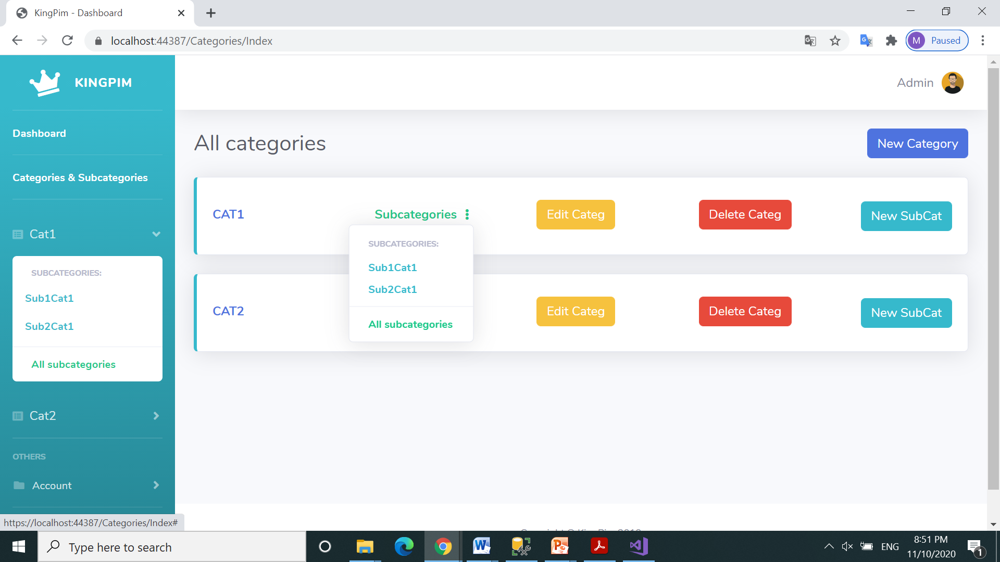 KingPim - Dashboard
localhost:44387/Categories/Index
M Paused
KINGPIM
Admin
Dashboard
Categories & Subcategories
Cat1
SUBCATEGORIES:
Sub1Cat1
Sub2Cat1
All subcategories
Cat2
OTHERS
Account
All categories
New Category
CAT1
Subcategories
Edit Categ
Delete Categ
New SubCat
SUBCATEGORIES:
Sub1Cat1
Sub2Cat1
All subcategories
CAT2
Edit Categ
Delete Categ
New SubCat
https://localhost:44387/Categories/Index#
Type here to search
ENG
8:51 PM
11/10/2020
1